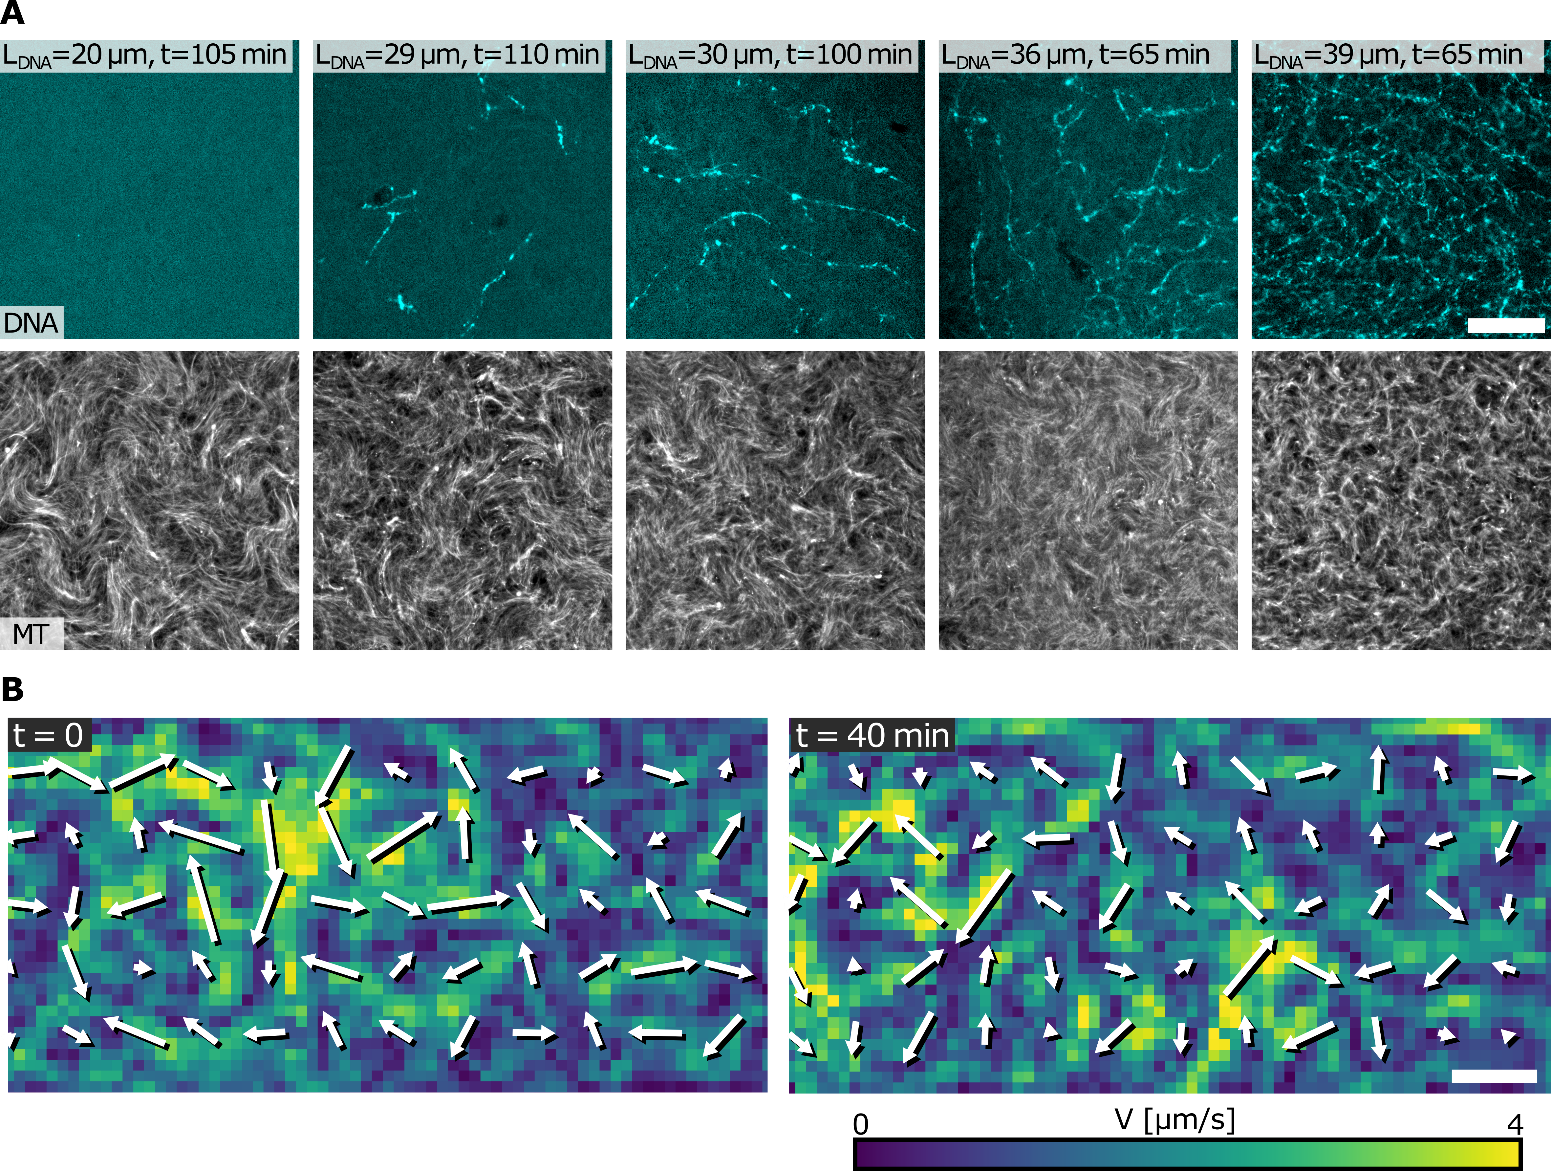 A
L_DNA=20 µm, t=105 min
L_DNA=29 µm, t=110 min
L_DNA=30 µm, t=100 min
L_DNA=36 µm, t=65 min
L_DNA=39 µm, t=65 min
DNA
MT
B
t = 0
t = 40 min
V [µm/s]
0
4